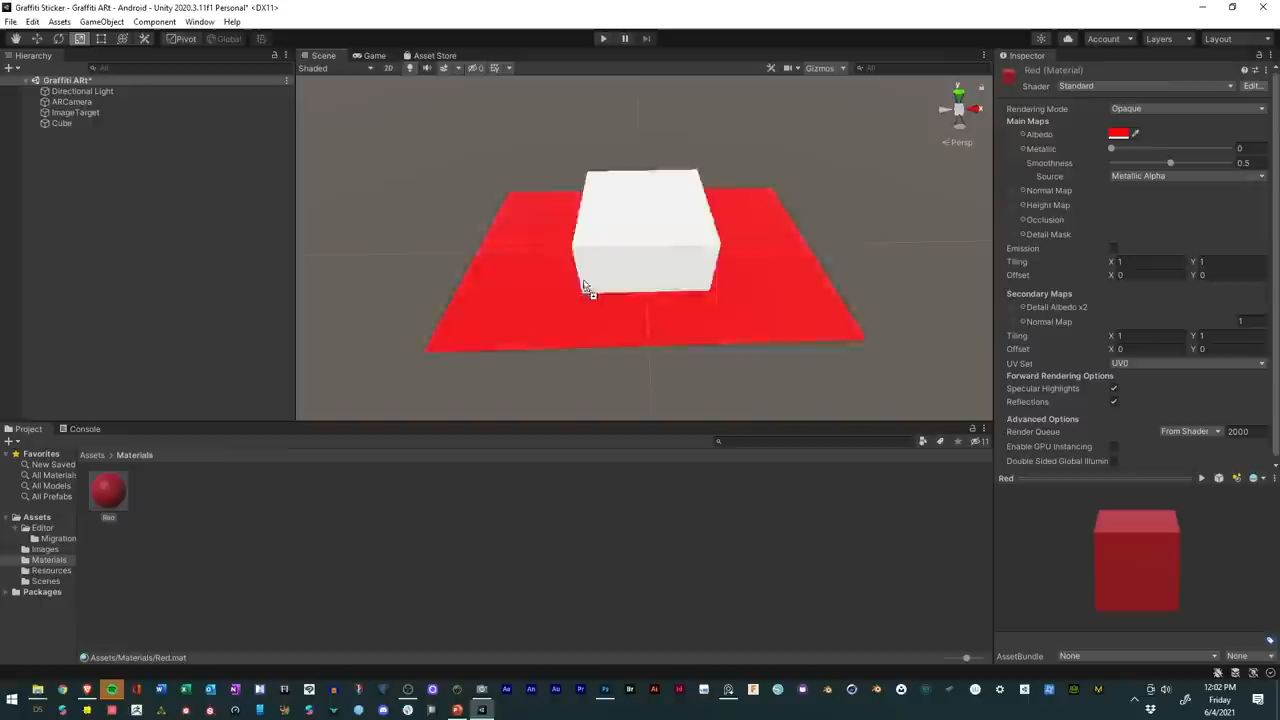 Graffiti Sticker - Graffiti ARt - Android - Unity 2020.3.11f1 Personal* <DX11>
File Edit Assets GameObject Component Window Help
Pivot Global Account Layers Layout
Hierarchy Scene Game Asset Store Inspector
All Shaded 2D 0 Gizmos All
Red (Material)
Shader Standard Edit...
Graffiti ARt*
Directional Light
ARCamera
ImageTarget
Cube
y
x
Persp
Rendering Mode Opaque
Main Maps
Albedo
Metallic 0
Smoothness 0.5
Source Metallic Alpha
Normal Map
Height Map
Occlusion
Detail Mask
Emission
Tiling X 1 Y 1
Offset X 0 Y 0
Secondary Maps
Detail Albedo x2
Normal Map 1
Tiling X 1 Y 1
Offset X 0 Y 0
UV Set UV0
Forward Rendering Options
Specular Highlights
Reflections
Advanced Options
Render Queue From Shader 2000
Enable GPU Instancing
Double Sided Global Illumin
Red
AssetBundle None None
Project Console
11
Favorites
New Saved
All Material
All Models
All Prefabs
Assets
Editor
Migration
Images
Materials
Resources
Scenes
Packages
Assets > Materials
Red
Assets/Materials/Red.mat
12:02 PM
Friday
6/4/2021